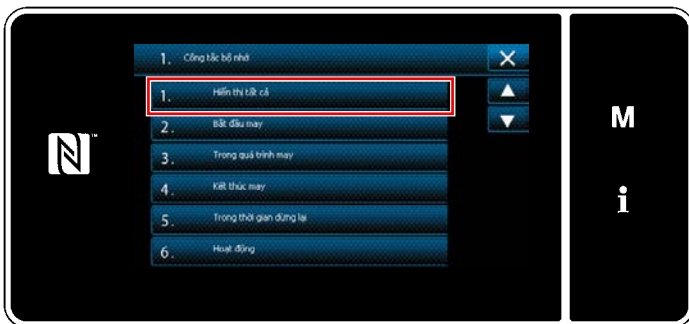 1. Công tắc bộ nhớ
1. Hiển thị tất cả
2. Bắt đầu may
3. Trong quá trình may
4. Kết thúc may
5. Trong thời gian dừng lại
6. Hoạt động
M
i